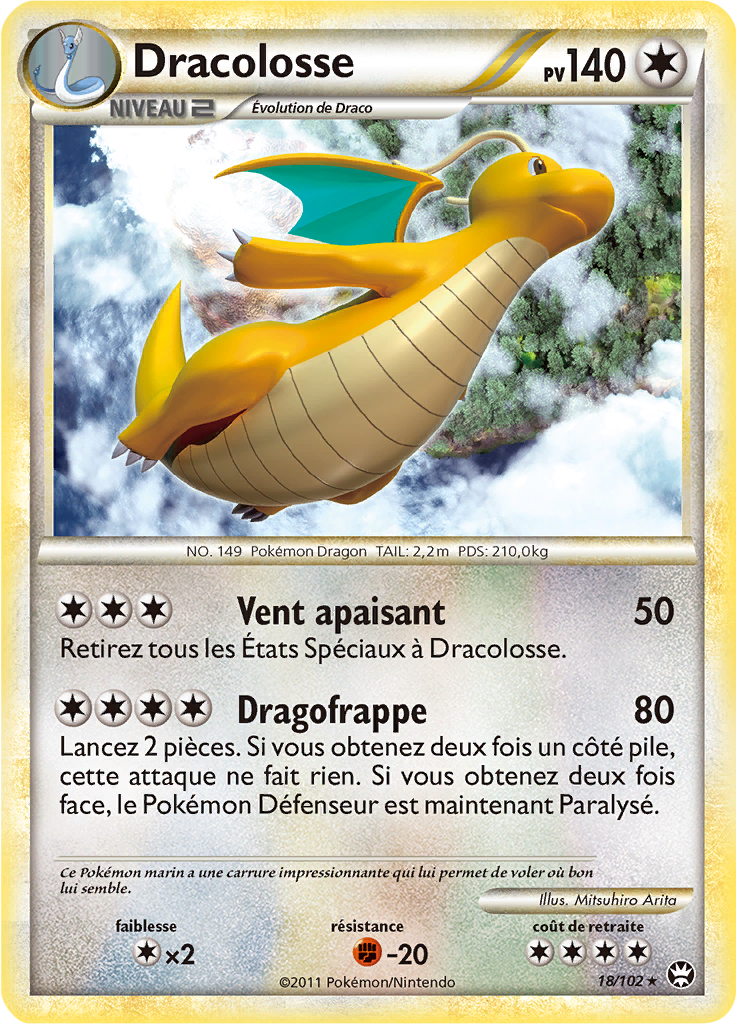 Dracolosse
PV 140
NIVEAU 2
Évolution de Draco
NO. 149 Pokémon Dragon TAIL: 2,2m PDS: 210,0kg
Vent apaisant 50
Retirez tous les États Spéciaux à Dracolosse.
Dragofrappe 80
Lancez 2 pièces. Si vous obtenez deux fois un côté pile,
cette attaque ne fait rien. Si vous obtenez deux fois
face, le Pokémon Défenseur est maintenant Paralysé.
Ce Pokémon marin a une carrure impressionnante qui lui permet de voler où bon
lui semble.
Illus. Mitsuhiro Arita
faiblesse résistance coût de retraite
×2 -20
©2011 Pokémon/Nintendo
18/102 ★